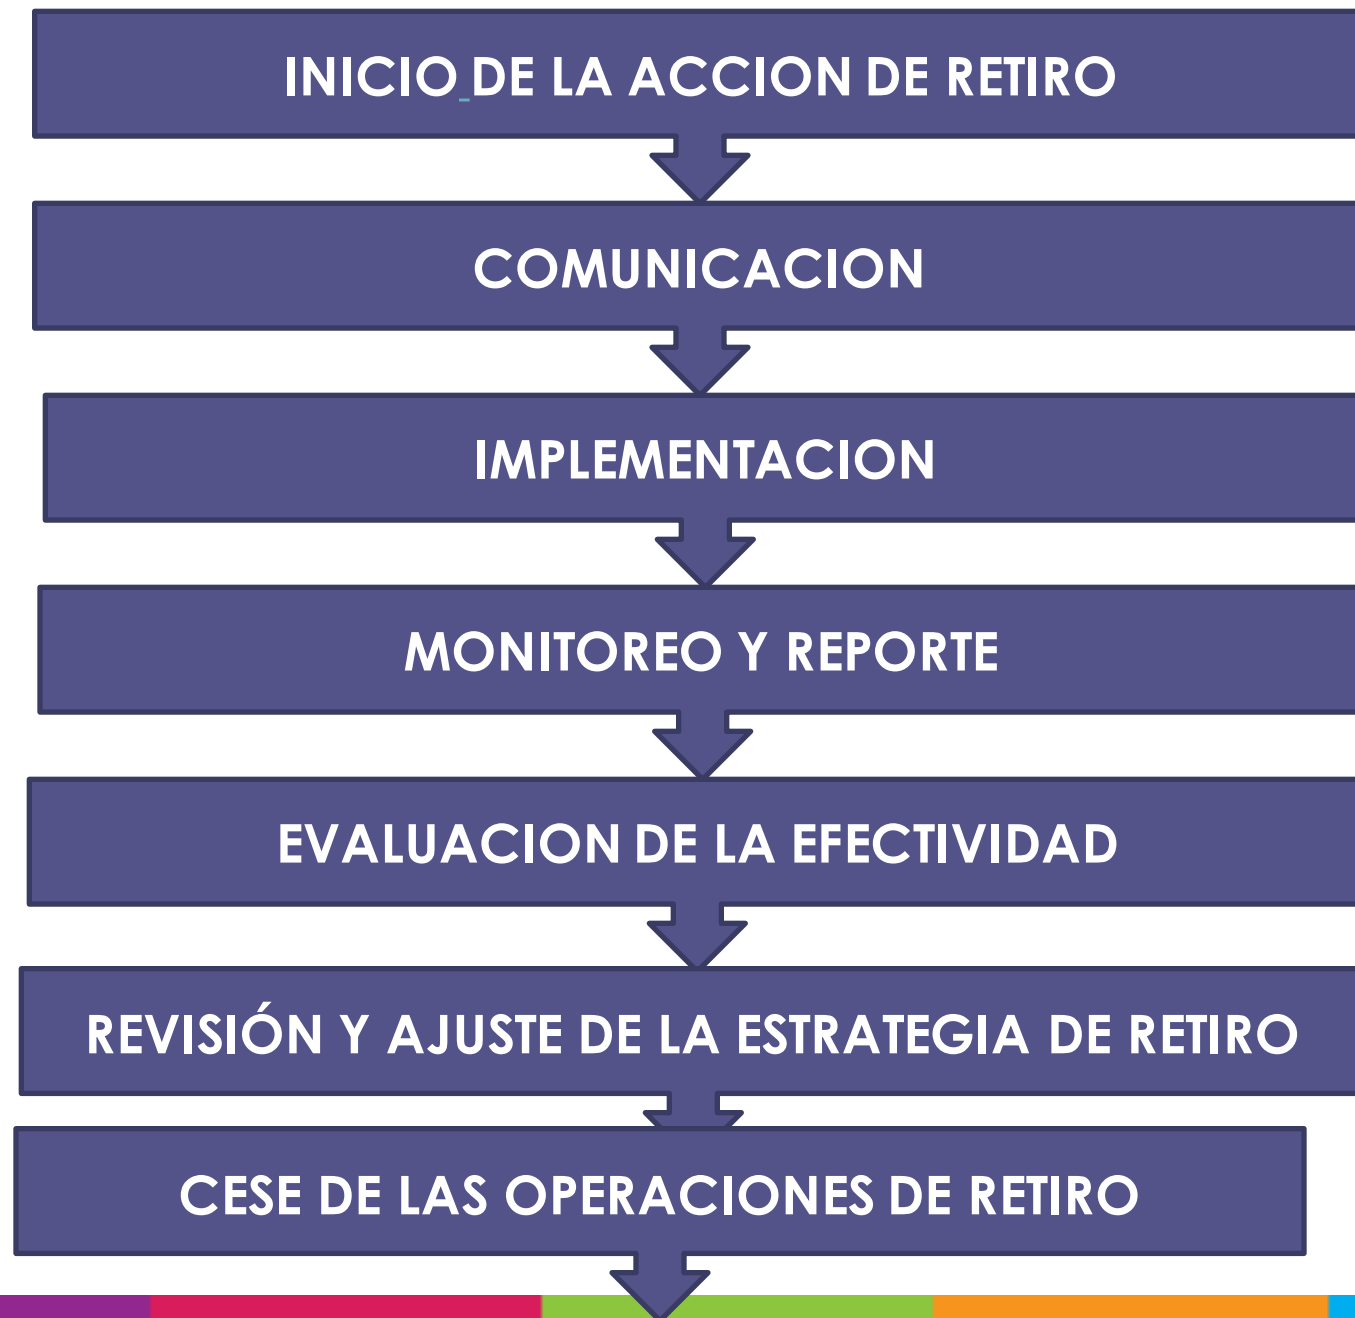 INICIO DE LA ACCION DE RETIRO
COMUNICACION
IMPLEMENTACION
MONITOREO Y REPORTE
EVALUACION DE LA EFECTIVIDAD
REVISIÓN Y AJUSTE DE LA ESTRATEGIA DE RETIRO
CESE DE LAS OPERACIONES DE RETIRO